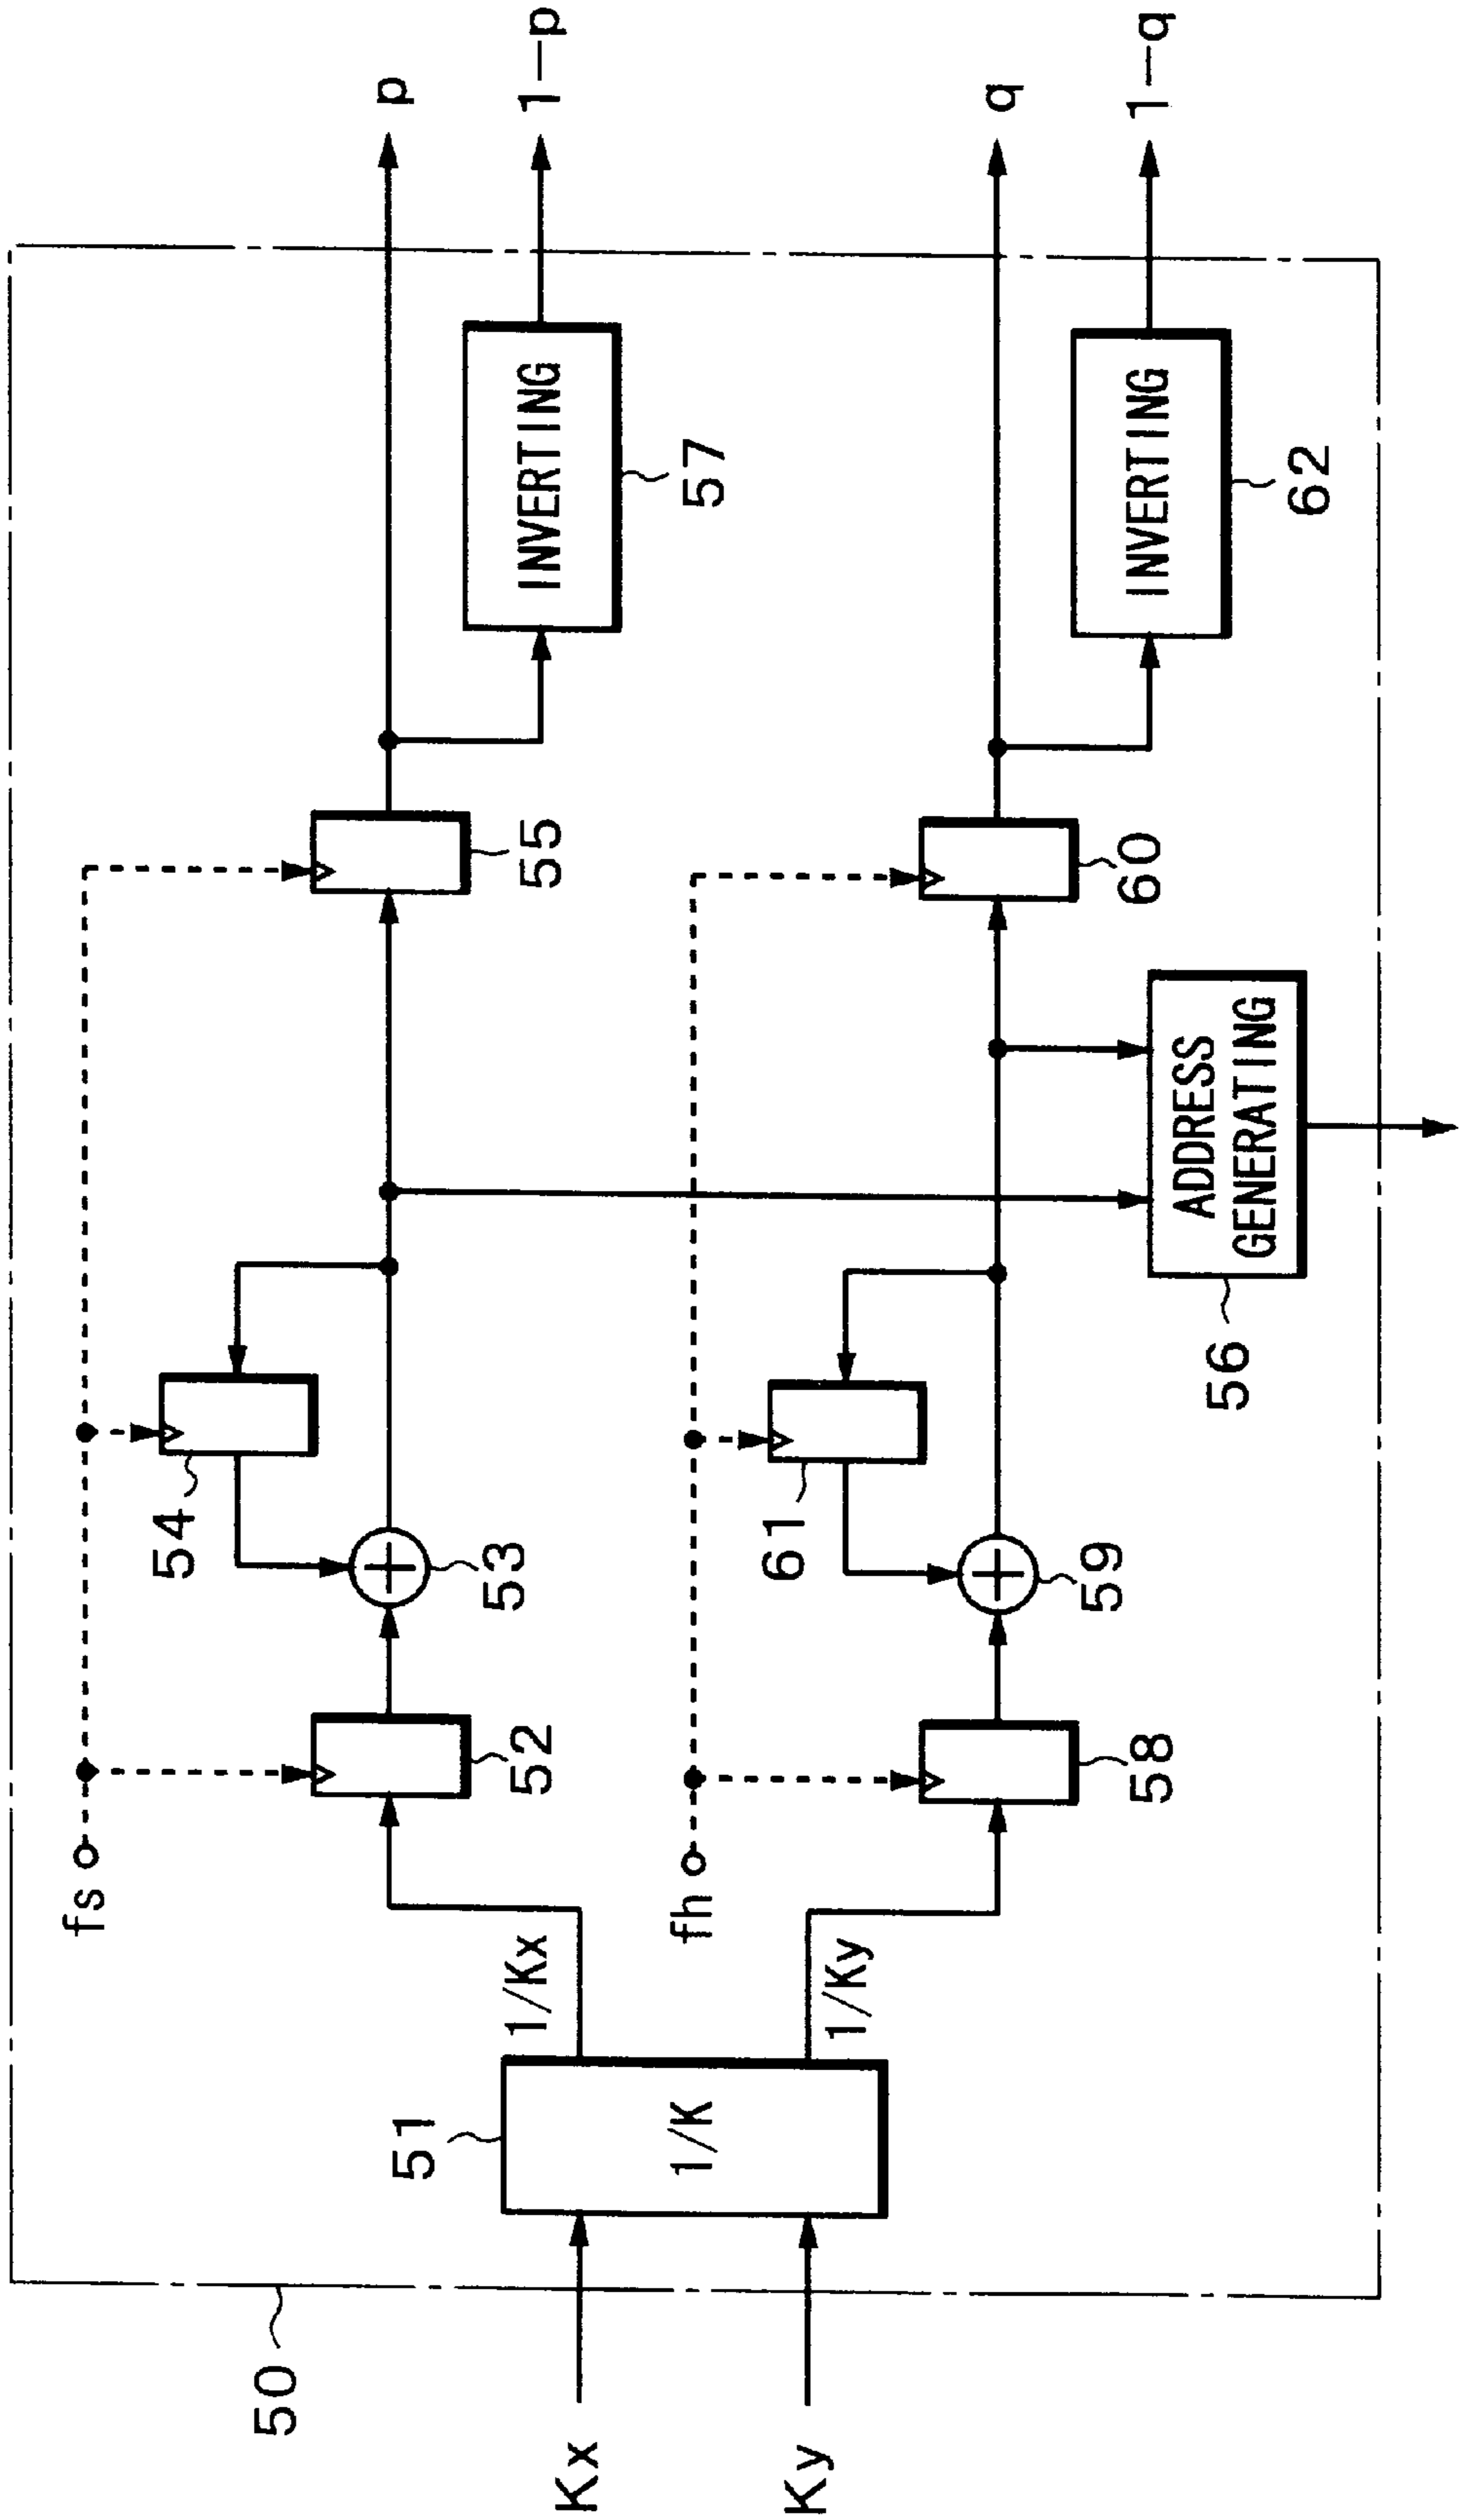 50
Kx
Ky
51
1/K
1/Kx
1/Ky
fs
fh
52
53
54
55
57
INVERTING
p
1—p
58
59
61
60
56
ADDRESS
GENERATING
62
INVERTING
q
1—q